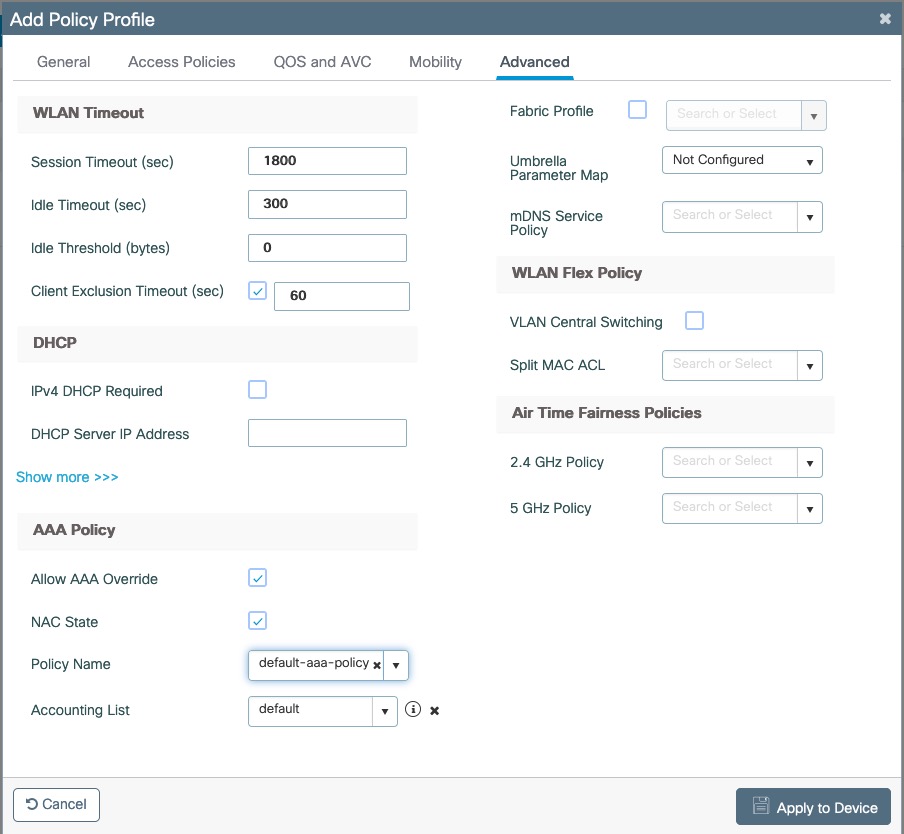 Add Policy Profile
General
Access Policies
QOS and AVC
Mobility
Advanced
WLAN Timeout
Session Timeout (sec)
1800
Idle Timeout (sec)
300
Idle Threshold (bytes)
0
Client Exclusion Timeout (sec)
60
DHCP
IPv4 DHCP Required
DHCP Server IP Address
Show more >>>
AAA Policy
Allow AAA Override
NAC State
Policy Name
default-aaa-policy
Accounting List
default
Fabric Profile
Search or Select
Umbrella
Parameter Map
Not Configured
mDNS Service
Policy
Search or Select
WLAN Flex Policy
VLAN Central Switching
Split MAC ACL
Search or Select
Air Time Fairness Policies
2.4 GHz Policy
Search or Select
5 GHz Policy
Search or Select
Cancel
Apply to Device